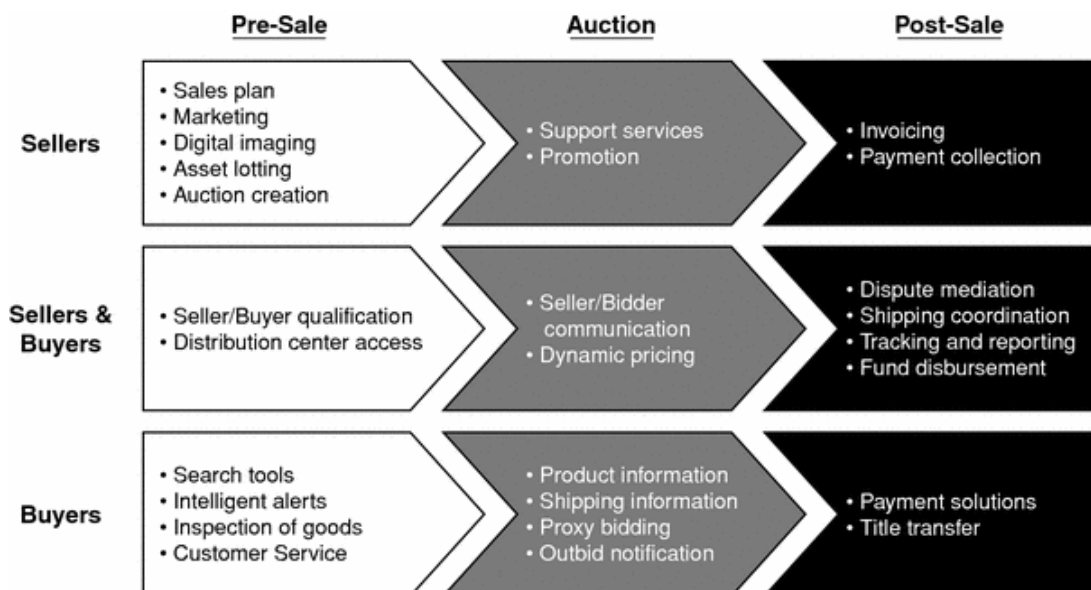 Pre-Sale
Auction
Post-Sale
Sellers
• Sales plan
• Marketing
• Digital imaging
• Asset lotting
• Auction creation
• Support services
• Promotion
• Invoicing
• Payment collection
Sellers &
Buyers
• Seller/Buyer qualification
• Distribution center access
• Seller/Bidder
communication
• Dynamic pricing
• Dispute mediation
• Shipping coordination
• Tracking and reporting
• Fund disbursement
Buyers
• Search tools
• Intelligent alerts
• Inspection of goods
• Customer Service
• Product information
• Shipping information
• Proxy bidding
• Outbid notification
• Payment solutions
• Title transfer